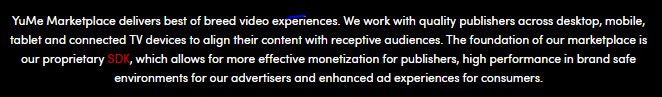 YuMe Marketplace delivers best of breed video experiences. We work with quality publishers across desktop, mobile,
tablet and connected TV devices to align their content with receptive audiences. The foundation of our marketplace is
our proprietary SDK, which allows for more effective monetization for publishers, high performance in brand safe
environments for our advertisers and enhanced ad experiences for consumers.